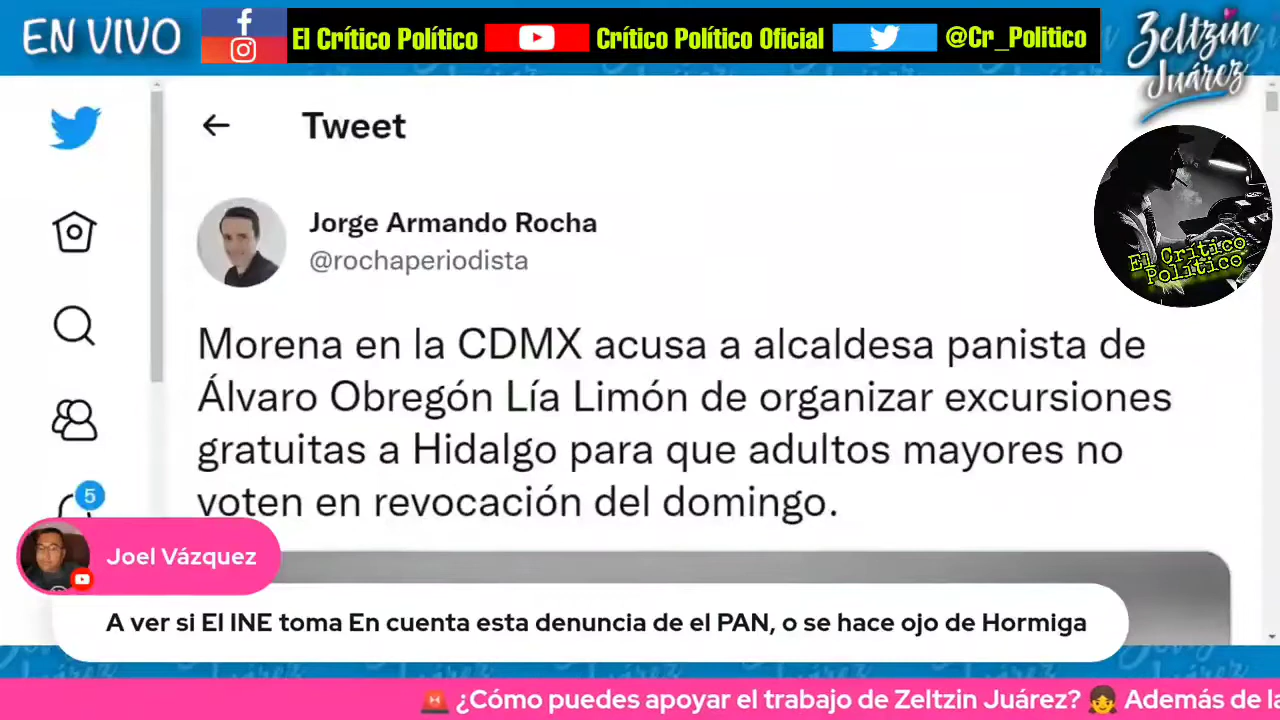 EN VIVO
El Crítico Político
Crítico Político Oficial
@Cr_Politico
Zeltzin
Juárez
Tweet
Jorge Armando Rocha
@rochaperiodista
El Crítico
Político
Morena en la CDMX acusa a alcaldesa panista de
Álvaro Obregón Lía Limón de organizar excursiones
gratuitas a Hidalgo para que adultos mayores no
voten en revocación del domingo.
5
Joel Vázquez
A ver si El INE toma En cuenta esta denuncia de el PAN, o se hace ojo de Hormiga
🚨 ¿Cómo puedes apoyar el trabajo de Zeltzin Juárez? 👧 Además de la